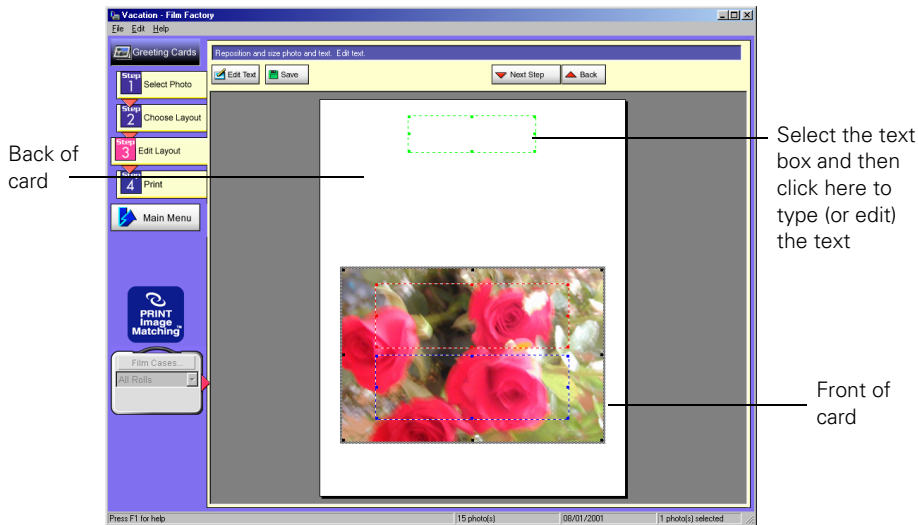 Vacation - Film Factory
File Edit Help
Greeting Cards
Reposition and size photo and text. Edit text.
Edit Text
Save
Next Step
Back
Step
1
Select Photo
Step
2
Choose Layout
Step
3
Edit Layout
Step
4
Print
Main Menu
PRINT
Image
Matching™
Film Cases...
All Rolls
Back of
card
Select the text
box and then
click here to
type (or edit)
the text
Front of
card
Press F1 for help
15 photo(s)
08/01/2001
1 photo(s) selected